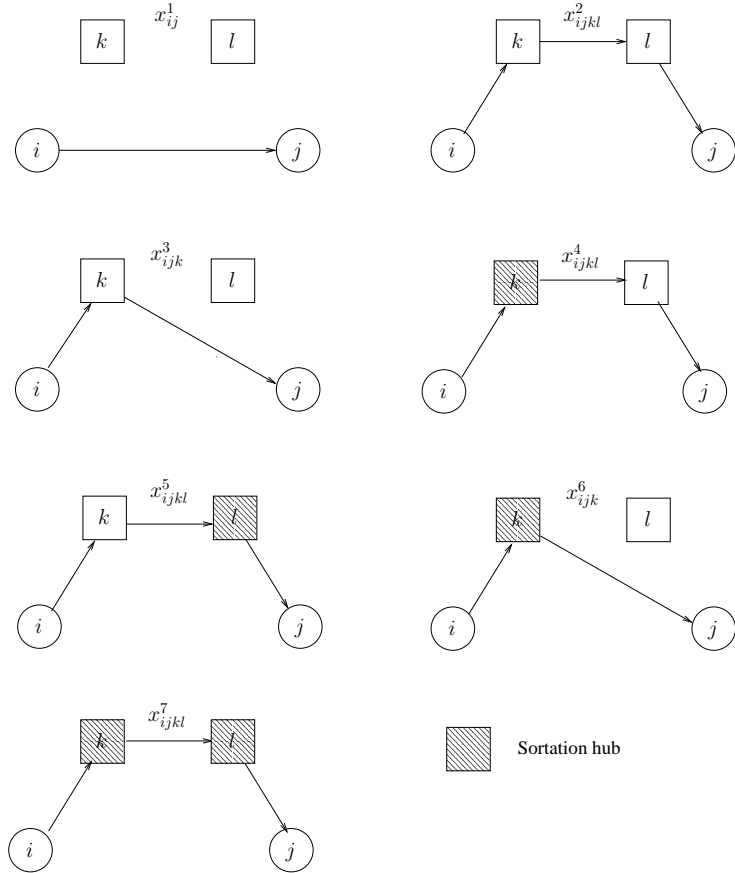 x^1_{ij}
k l
i j
x^2_{ijkl}
k l
i j
x^3_{ijk}
k l
i j
x^4_{ijkl}
k l
i j
x^5_{ijkl}
k l
i j
x^6_{ijk}
k l
i j
x^7_{ijkl}
k l
i j
Sortation hub